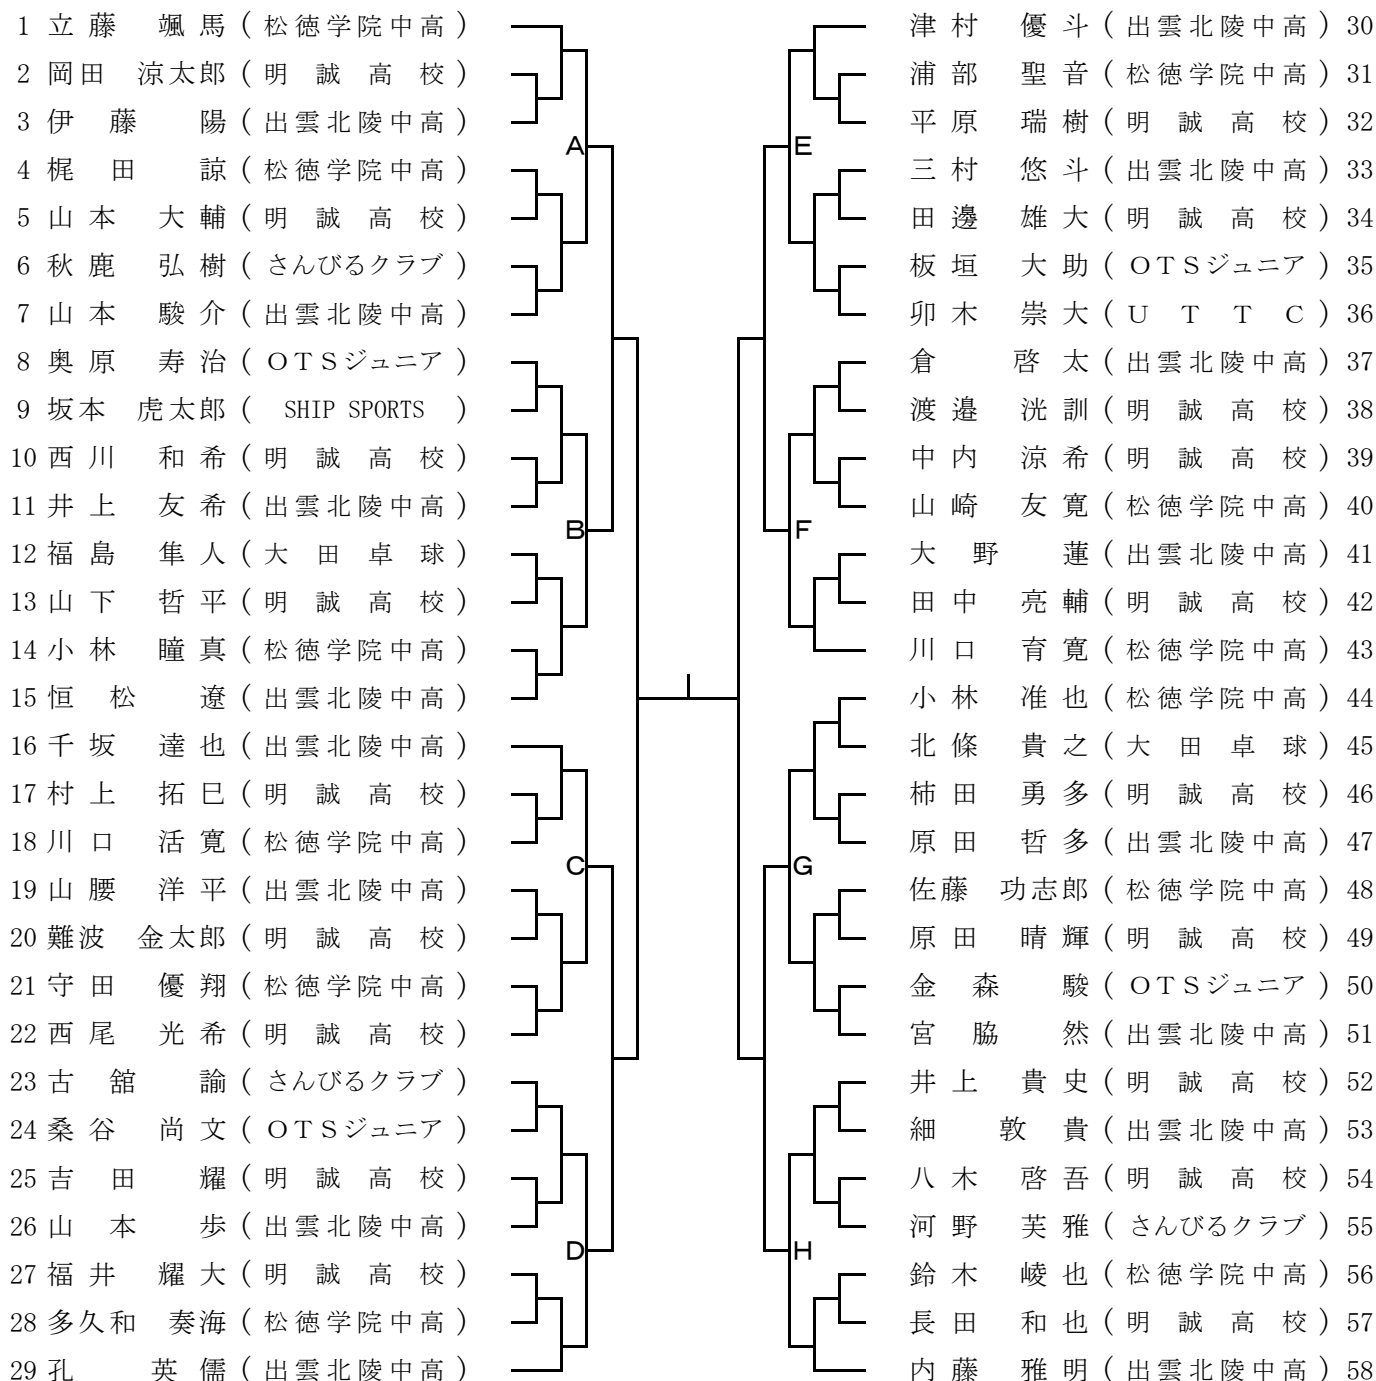 1 立藤 颯馬 ( 松徳学院中高 )
2 岡田 涼太郎 ( 明誠高校 )
3 伊藤 陽 ( 出雲北陵中高 )
A
4 梶田 諒 ( 松徳学院中高 )
5 山本 大輔 ( 明誠高校 )
6 秋鹿 弘樹 ( さんびるクラブ )
7 山本 駿介 ( 出雲北陵中高 )
8 奥原 寿治 ( OTSジュニア )
9 坂本 虎太郎 ( SHIP SPORTS )
10 西川 和希 ( 明誠高校 )
11 井上 友希 ( 出雲北陵中高 )
B
12 福島 隼人 ( 大田卓球 )
13 山下 哲平 ( 明誠高校 )
14 小林 瞳真 ( 松徳学院中高 )
15 恒松 遼 ( 出雲北陵中高 )
16 千坂 達也 ( 出雲北陵中高 )
17 村上 拓巳 ( 明誠高校 )
18 川口 活寛 ( 松徳学院中高 )
C
19 山腰 洋平 ( 出雲北陵中高 )
20 難波 金太郎 ( 明誠高校 )
21 守田 優翔 ( 松徳学院中高 )
22 西尾 光希 ( 明誠高校 )
23 古舘 諭 ( さんびるクラブ )
24 桑谷 尚文 ( OTSジュニア )
25 吉田 耀 ( 明誠高校 )
26 山本 歩 ( 出雲北陵中高 )
D
27 福井 耀大 ( 明誠高校 )
28 多久和 奏海 ( 松徳学院中高 )
29 孔 英儒 ( 出雲北陵中高 )
津村 優斗 ( 出雲北陵中高 ) 30
浦部 聖音 ( 松徳学院中高 ) 31
平原 瑞樹 ( 明誠高校 ) 32
E
三村 悠斗 ( 出雲北陵中高 ) 33
田邊 雄大 ( 明誠高校 ) 34
板垣 大助 ( OTSジュニア ) 35
卯木 崇大 ( UTTC ) 36
倉 啓太 ( 出雲北陵中高 ) 37
渡邉 洸訓 ( 明誠高校 ) 38
中内 涼希 ( 明誠高校 ) 39
山崎 友寛 ( 松徳学院中高 ) 40
F
大野 蓮 ( 出雲北陵中高 ) 41
田中 亮輔 ( 明誠高校 ) 42
川口 育寛 ( 松徳学院中高 ) 43
小林 准也 ( 松徳学院中高 ) 44
北條 貴之 ( 大田卓球 ) 45
柿田 勇多 ( 明誠高校 ) 46
原田 哲多 ( 出雲北陵中高 ) 47
G
佐藤 功志郎 ( 松徳学院中高 ) 48
原田 晴輝 ( 明誠高校 ) 49
金森 駿 ( OTSジュニア ) 50
宮脇 然 ( 出雲北陵中高 ) 51
井上 貴史 ( 明誠高校 ) 52
細 敦貴 ( 出雲北陵中高 ) 53
八木 啓吾 ( 明誠高校 ) 54
河野 芙雅 ( さんびるクラブ ) 55
H
鈴木 崚也 ( 松徳学院中高 ) 56
長田 和也 ( 明誠高校 ) 57
内藤 雅明 ( 出雲北陵中高 ) 58